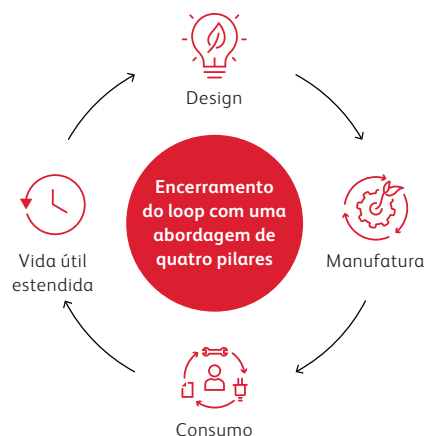 Design
Encerramento
do loop com uma
abordagem de
quatro pilares
Vida útil
estendida
Manufatura
Consumo